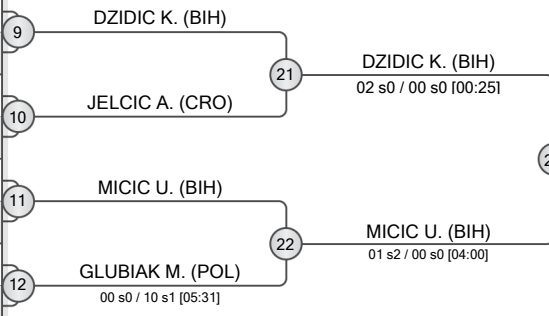 DZIDIC K. (BIH)
9
21
DZIDIC K. (BIH)
02 s0 / 00 s0 [00:25]
JELCIC A. (CRO)
10
2
MICIC U. (BIH)
11
22
MICIC U. (BIH)
01 s2 / 00 s0 [04:00]
GLUBIAK M. (POL)
12
00 s0 / 10 s1 [05:31]